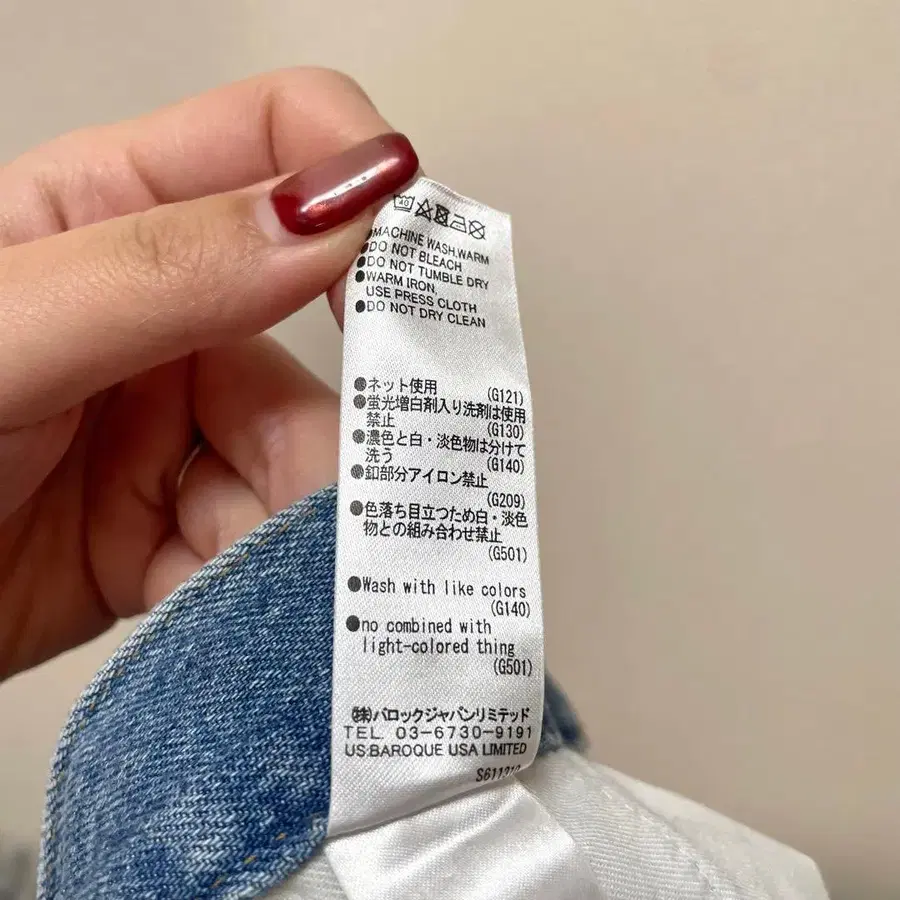 40
●MACHINE WASH.WARM
●DO NOT BLEACH
●DO NOT TUMBLE DRY
●WARM IRON,
USE PRESS CLOTH
●DO NOT DRY CLEAN
●ネット使用 (G121)
●蛍光増白剤入り洗剤は使用
禁止 (G130)
●濃色と白・淡色物は分けて
洗う (G140)
●釦部分アイロン禁止
(G209)
●色落ち目立つため白・淡色
物との組み合わせ禁止
(G501)
●Wash with like colors
(G140)
●no combined with
light-colored thing
(G501)
㈱バロックジャパンリミテッド
TEL 03-6730-9191
US:BAROQUE USA LIMITED